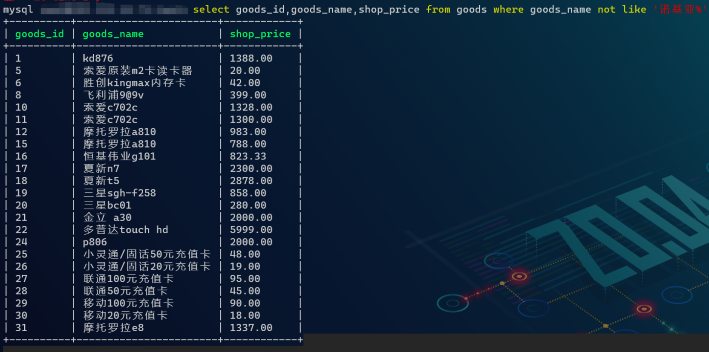 mysql select goods_id,goods_name,shop_price from goods where goods_name not like '诺基亚%'
+----------+----------------------+------------+
| goods_id | goods_name | shop_price |
+----------+----------------------+------------+
| 1 | kd876 | 1388.00 |
| 5 | 索爱原装m2卡读卡器 | 20.00 |
| 6 | 胜创kingmax内存卡 | 42.00 |
| 8 | 飞利浦9@9v | 399.00 |
| 10 | 索爱c702c | 1328.00 |
| 11 | 索爱c702c | 1300.00 |
| 12 | 摩托罗拉a810 | 983.00 |
| 15 | 摩托罗拉a810 | 788.00 |
| 16 | 恒基伟业g101 | 823.33 |
| 17 | 夏新n7 | 2300.00 |
| 18 | 夏新t5 | 2878.00 |
| 19 | 三星sgh-f258 | 858.00 |
| 20 | 三星bc01 | 280.00 |
| 21 | 金立 a30 | 2000.00 |
| 22 | 多普达touch hd | 5999.00 |
| 24 | p806 | 2000.00 |
| 25 | 小灵通/固话50元充值卡 | 48.00 |
| 26 | 小灵通/固话20元充值卡 | 19.00 |
| 27 | 联通100元充值卡 | 95.00 |
| 28 | 联通50元充值卡 | 45.00 |
| 29 | 移动100元充值卡 | 90.00 |
| 30 | 移动20元充值卡 | 18.00 |
| 31 | 摩托罗拉e8 | 1337.00 |
+----------+----------------------+------------+
20.04